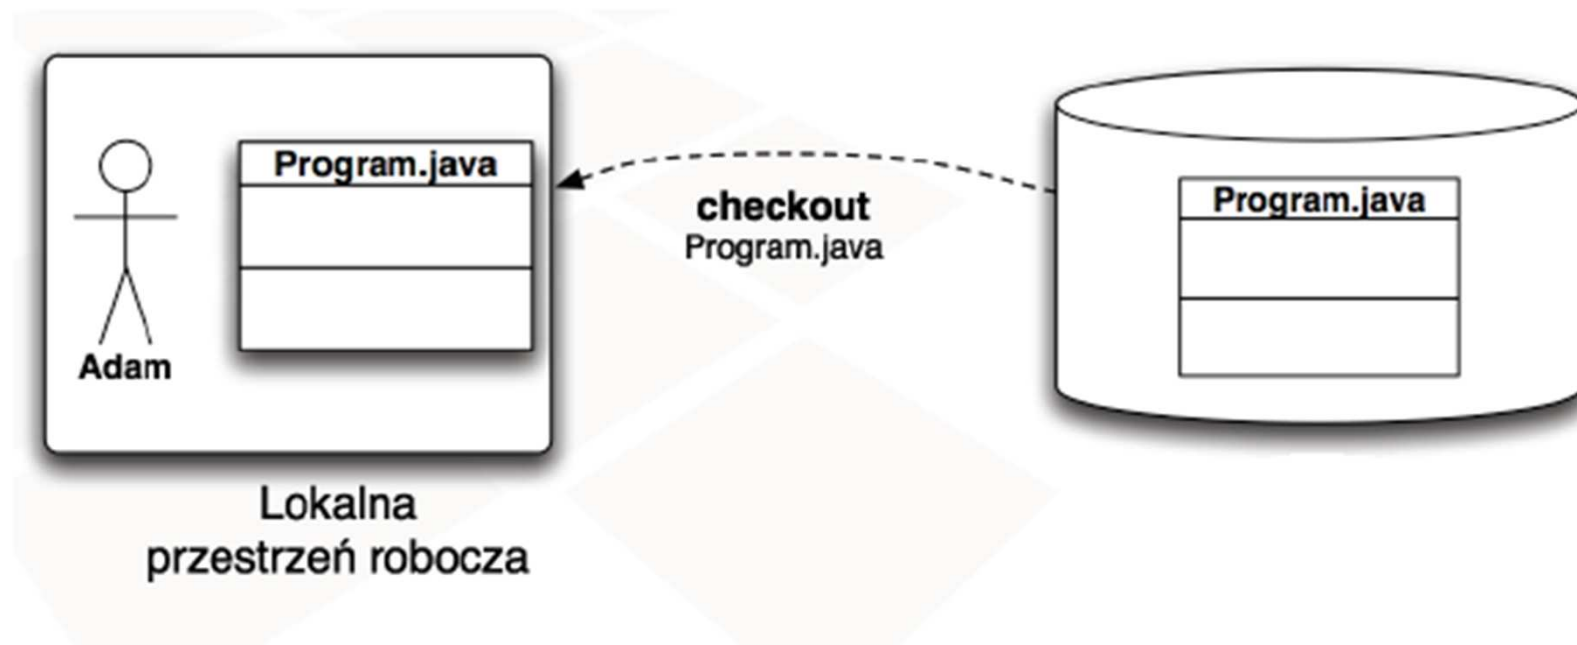 Program.java
Adam
Lokalna
przestrzeń robocza
checkout
Program.java
Program.java